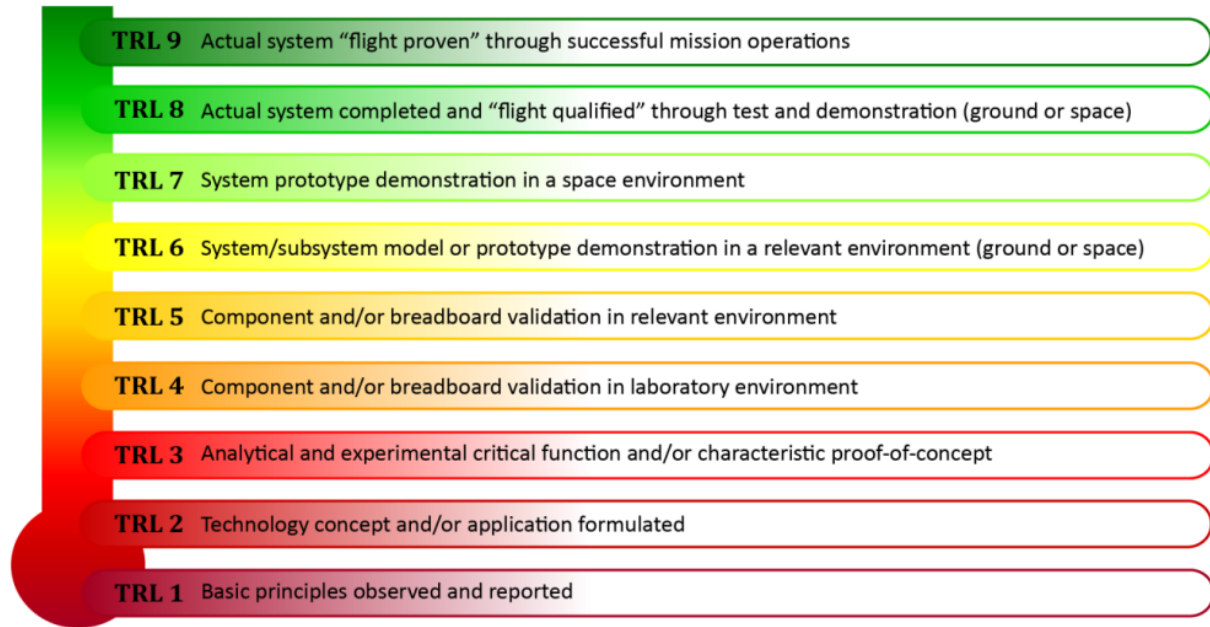 TRL 9 Actual system “flight proven” through successful mission operations
TRL 8 Actual system completed and “flight qualified” through test and demonstration (ground or space)
TRL 7 System prototype demonstration in a space environment
TRL 6 System/subsystem model or prototype demonstration in a relevant environment (ground or space)
TRL 5 Component and/or breadboard validation in relevant environment
TRL 4 Component and/or breadboard validation in laboratory environment
TRL 3 Analytical and experimental critical function and/or characteristic proof-of-concept
TRL 2 Technology concept and/or application formulated
TRL 1 Basic principles observed and reported